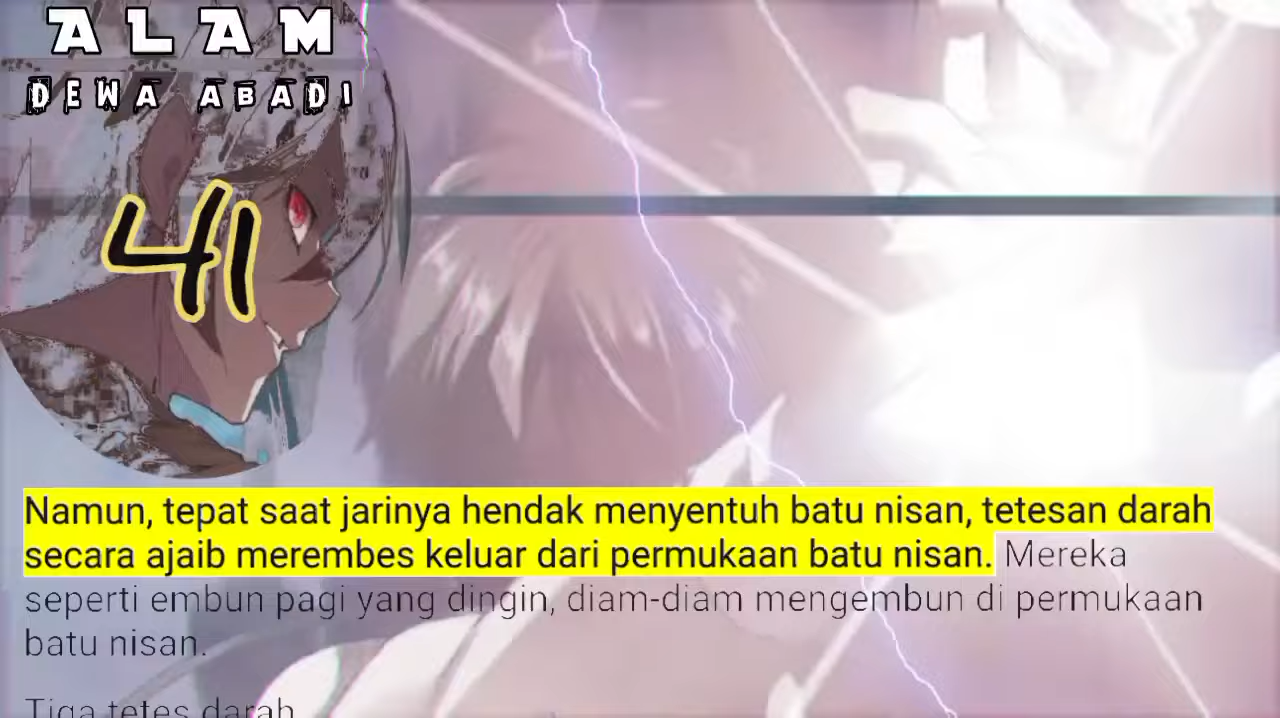 ALAM
DEWA ABADI
41
Namun, tepat saat jarinya hendak menyentuh batu nisan, tetesan darah
secara ajaib merembes keluar dari permukaan batu nisan. Mereka
seperti embun pagi yang dingin, diam-diam mengembun di permukaan
batu nisan.
Tiga tetes darah